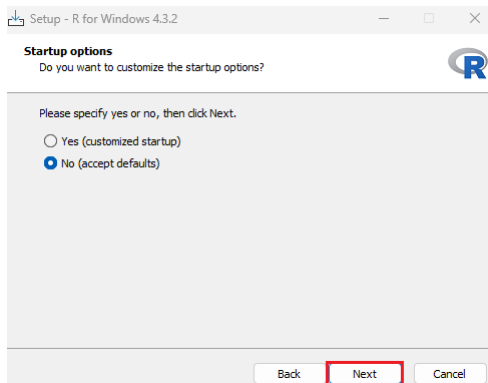 Setup - R for Windows 4.3.2
Startup options
Do you want to customize the startup options?
R
Please specify yes or no, then click Next.
Yes (customized startup)
No (accept defaults)
Back Next Cancel